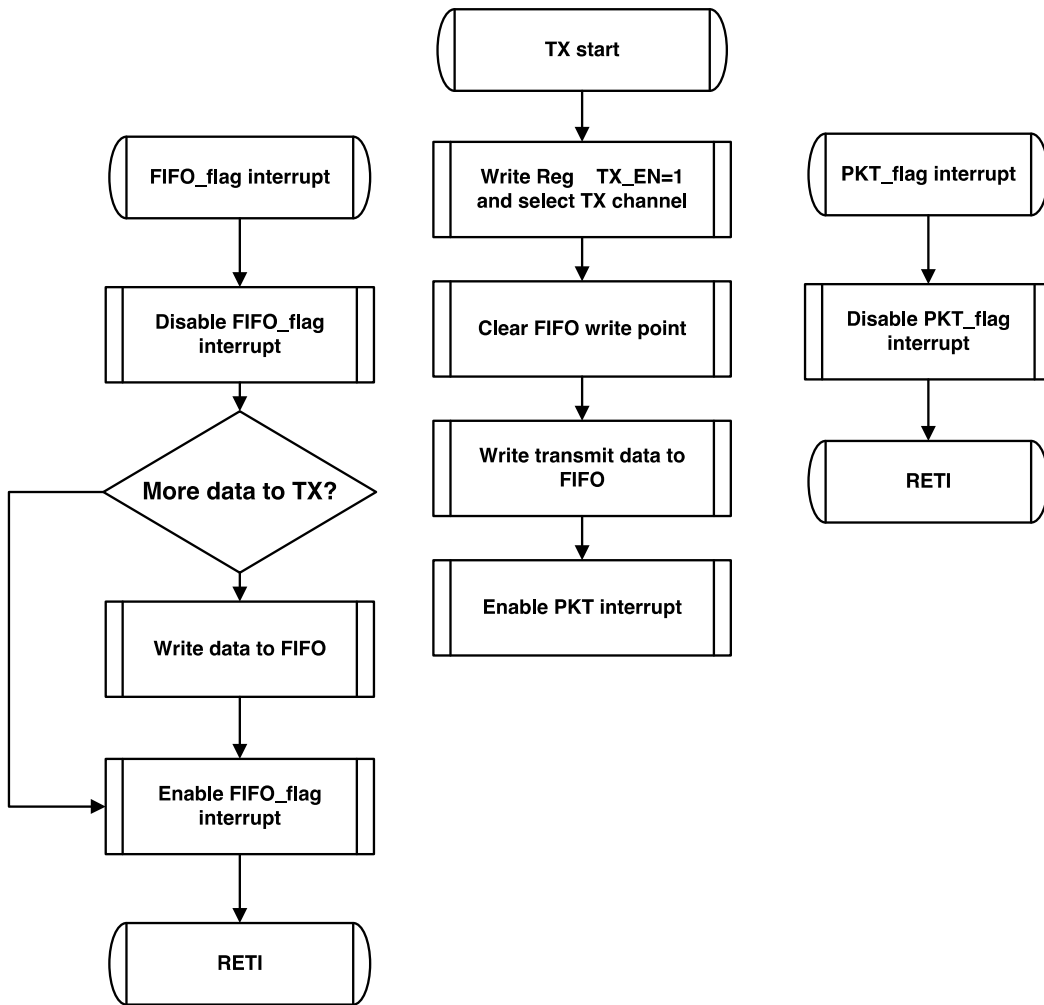 TX start
Write Reg TX_EN=1
and select TX channel
Clear FIFO write point
Write transmit data to
FIFO
Enable PKT interrupt
FIFO_flag interrupt
Disable FIFO_flag
interrupt
More data to TX?
Write data to FIFO
Enable FIFO_flag
interrupt
RETI
PKT_flag interrupt
Disable PKT_flag
interrupt
RETI